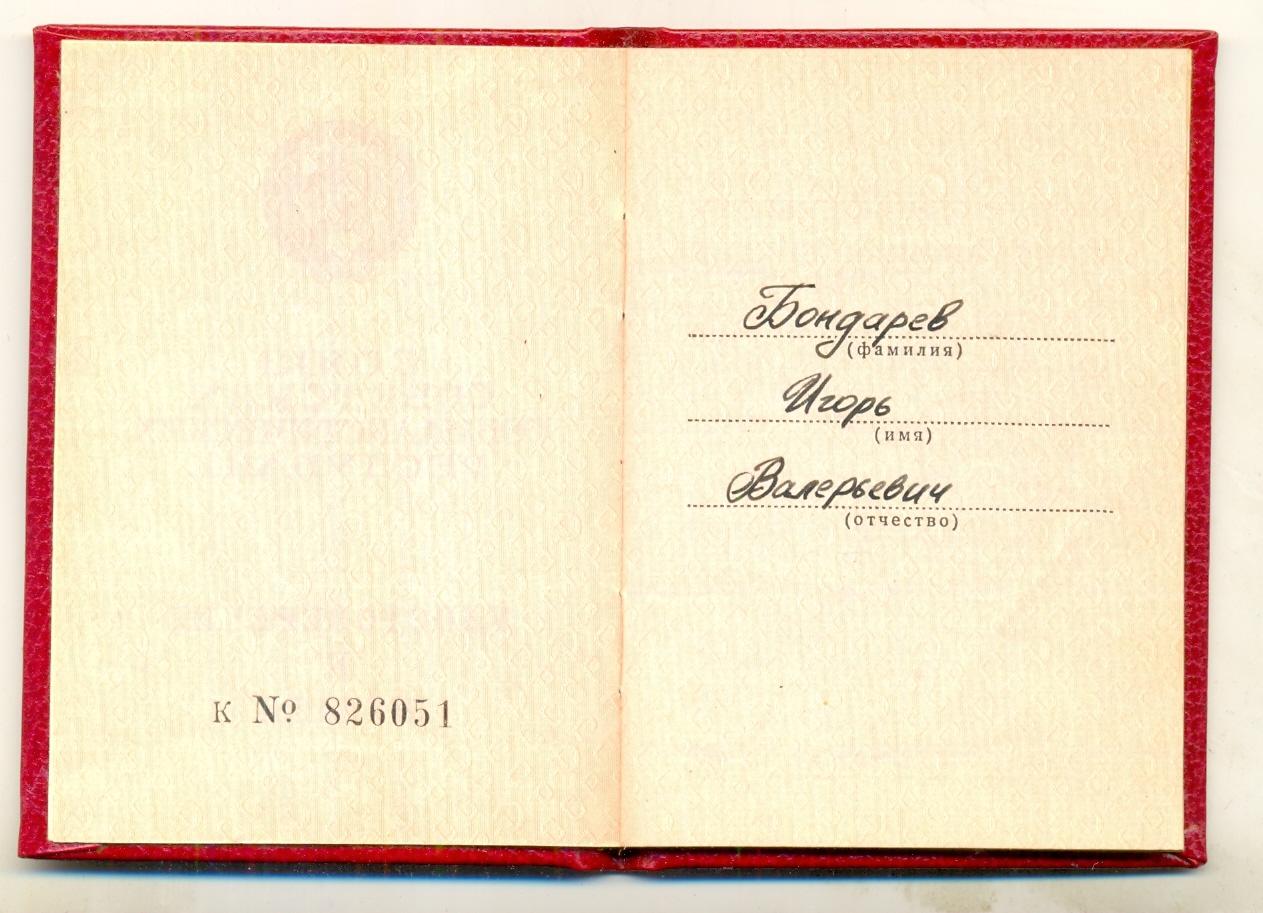 К № 826051
Бондарев
(фамилия)
Игорь
(имя)
Валерьевич
(отчество)